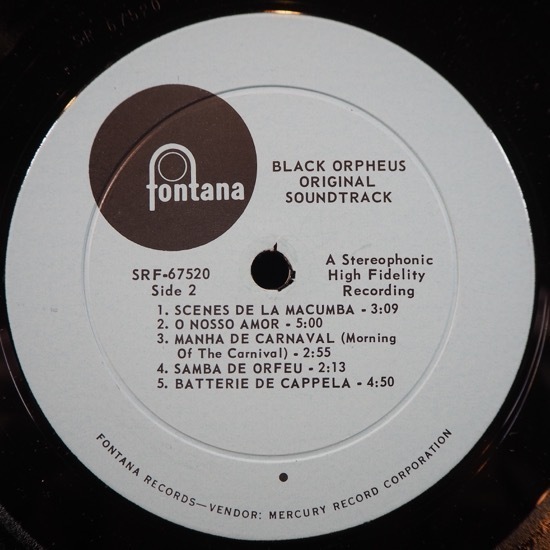 SR 67520
fontana
BLACK ORPHEUS
ORIGINAL
SOUNDTRACK
SRF-67520
Side 2
A Stereophonic
High Fidelity
Recording
1. SCENES DE LA MACUMBA - 3:09
2. O NOSSO AMOR - 5:00
3. MANHA DE CARNAVAL (Morning
Of The Carnival) - 2:55
4. SAMBA DE ORFEU - 2:13
5. BATTERIE DE CAPPELA - 4:50
FONTANA RECORDS—VENDOR: MERCURY RECORD CORPORATION